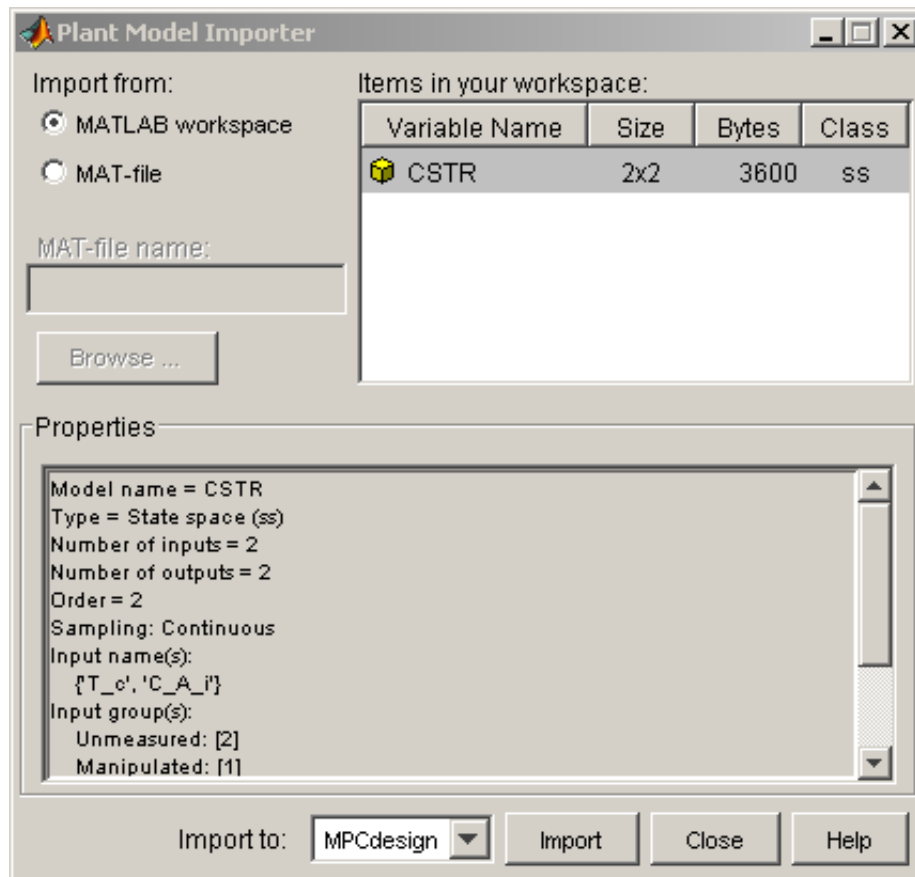 Plant Model Importer
Import from:
MATLAB workspace
MAT-file
MAT-file name:
Browse ...
Items in your workspace:
Variable Name Size Bytes Class
CSTR 2x2 3600 ss
Properties
Model name = CSTR
Type = State space (ss)
Number of inputs = 2
Number of outputs = 2
Order = 2
Sampling: Continuous
Input name(s):
{'T_c', 'C_A_i'}
Input group(s):
Unmeasured: [2]
Manipulated: [1]
Import to: MPCdesign Import Close Help